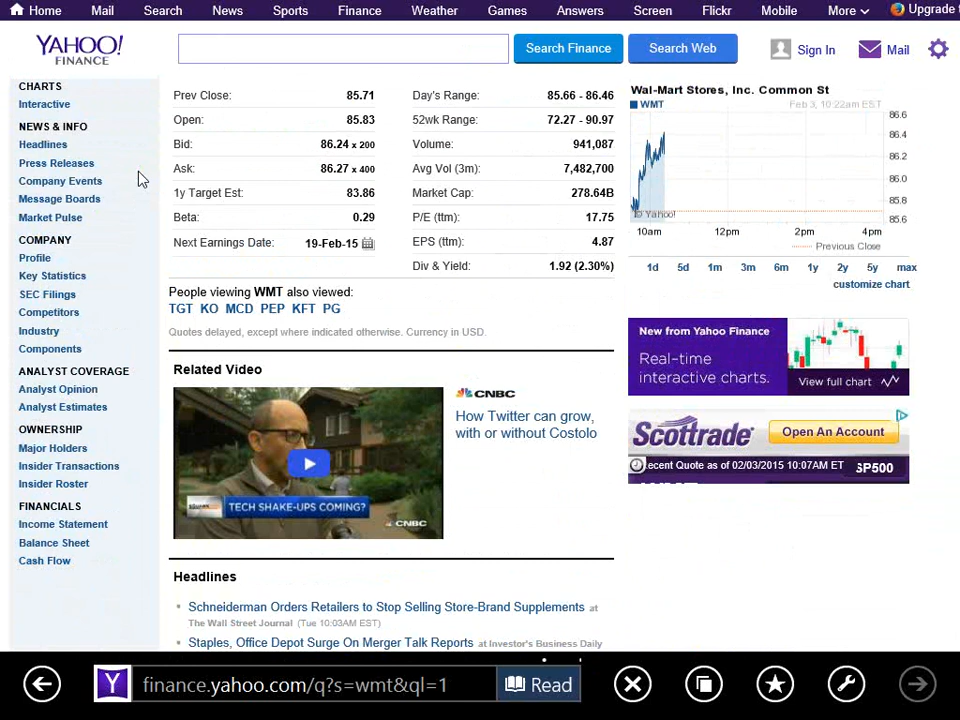 Home Mail Search News Sports Finance Weather Games Answers Screen Flickr Mobile More Upgrade
YAHOO!
FINANCE
Search Finance
Search Web
Sign In
Mail
CHARTS
Interactive
NEWS & INFO
Headlines
Press Releases
Company Events
Message Boards
Market Pulse
COMPANY
Profile
Key Statistics
SEC Filings
Competitors
Industry
Components
ANALYST COVERAGE
Analyst Opinion
Analyst Estimates
OWNERSHIP
Major Holders
Insider Transactions
Insider Roster
FINANCIALS
Income Statement
Balance Sheet
Cash Flow
Prev Close: 85.71
Open: 85.83
Bid: 86.24 x 200
Ask: 86.27 x 400
1y Target Est: 83.86
Beta: 0.29
Next Earnings Date: 19-Feb-15
Day's Range: 85.66 - 86.46
52wk Range: 72.27 - 90.97
Volume: 941,087
Avg Vol (3m): 7,482,700
Market Cap: 278.64B
P/E (ttm): 17.75
EPS (ttm): 4.87
Div & Yield: 1.92 (2.30%)
People viewing WMT also viewed:
TGT KO MCD PEP KFT PG
Quotes delayed, except where indicated otherwise. Currency in USD.
Related Video
TECH SHAKE-UPS COMING?
CNBC
CNBC
How Twitter can grow,
with or without Costolo
Headlines
Schneiderman Orders Retailers to Stop Selling Store-Brand Supplements at
The Wall Street Journal (Tue 10:03AM EST)
Staples, Office Depot Surge On Merger Talk Reports at Investor's Business Daily
Wal-Mart Stores, Inc. Common St
WMT
Feb 3, 10:22am EST
86.6
86.4
86.2
86.0
85.8
85.6
© Yahoo!
10am 12pm 2pm 4pm
Previous Close
1d 5d 1m 3m 6m 1y 2y 5y max
customize chart
New from Yahoo Finance
Real-time
interactive charts.
View full chart
Scottrade
Open An Account
ecent Quote as of 02/03/2015 10:07AM ET
SP500
Y
finance.yahoo.com/q?s=wmt&ql=1
Read